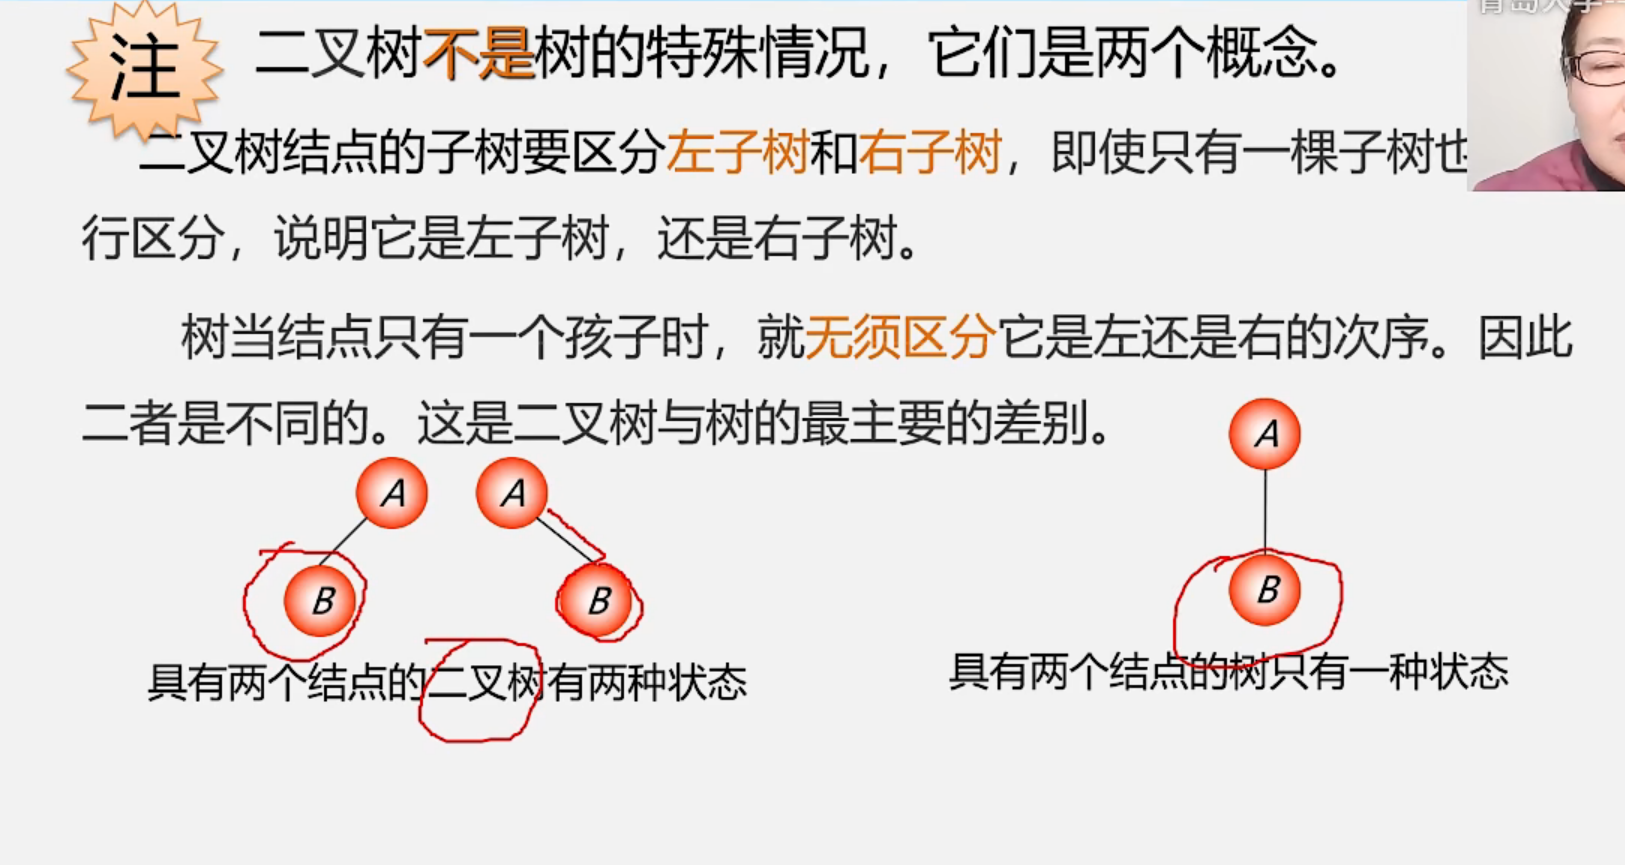 注
二叉树不是树的特殊情况，它们是两个概念。
二叉树结点的子树要区分左子树和右子树，即使只有一棵子树也
行区分，说明它是左子树，还是右子树。
树当结点只有一个孩子时，就无须区分它是左还是右的次序。因此
二者是不同的。这是二叉树与树的最主要的差别。
A
B
A
B
具有两个结点的二叉树有两种状态
A
B
具有两个结点的树只有一种状态